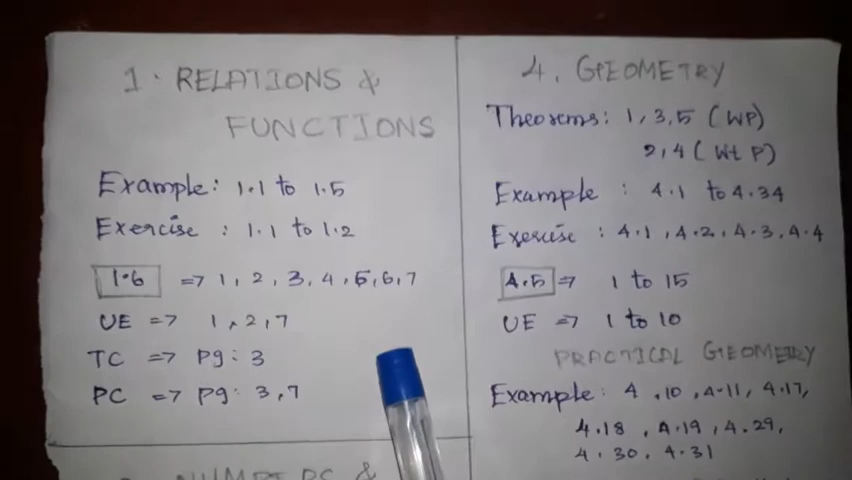 1. RELATIONS &
FUNCTIONS
Example: 1.1 to 1.5
Exercise : 1.1 to 1.2
1.6 => 1, 2, 3, 4, 5, 6, 7
UE => 1, 2, 7
TC => Pg: 3
PC => Pg: 3, 7
4. GEOMETRY
Theorems: 1, 3, 5 (WP)
2, 4 (Wt P)
Example : 4.1 to 4.34
Exercise : 4.1, 4.2, 4.3, 4.4
4.5 => 1 to 15
UE => 1 to 10
PRACTICAL GEOMETRY
Example: 4.10, 4.11, 4.17,
4.18, 4.19, 4.29,
4.30, 4.31
&